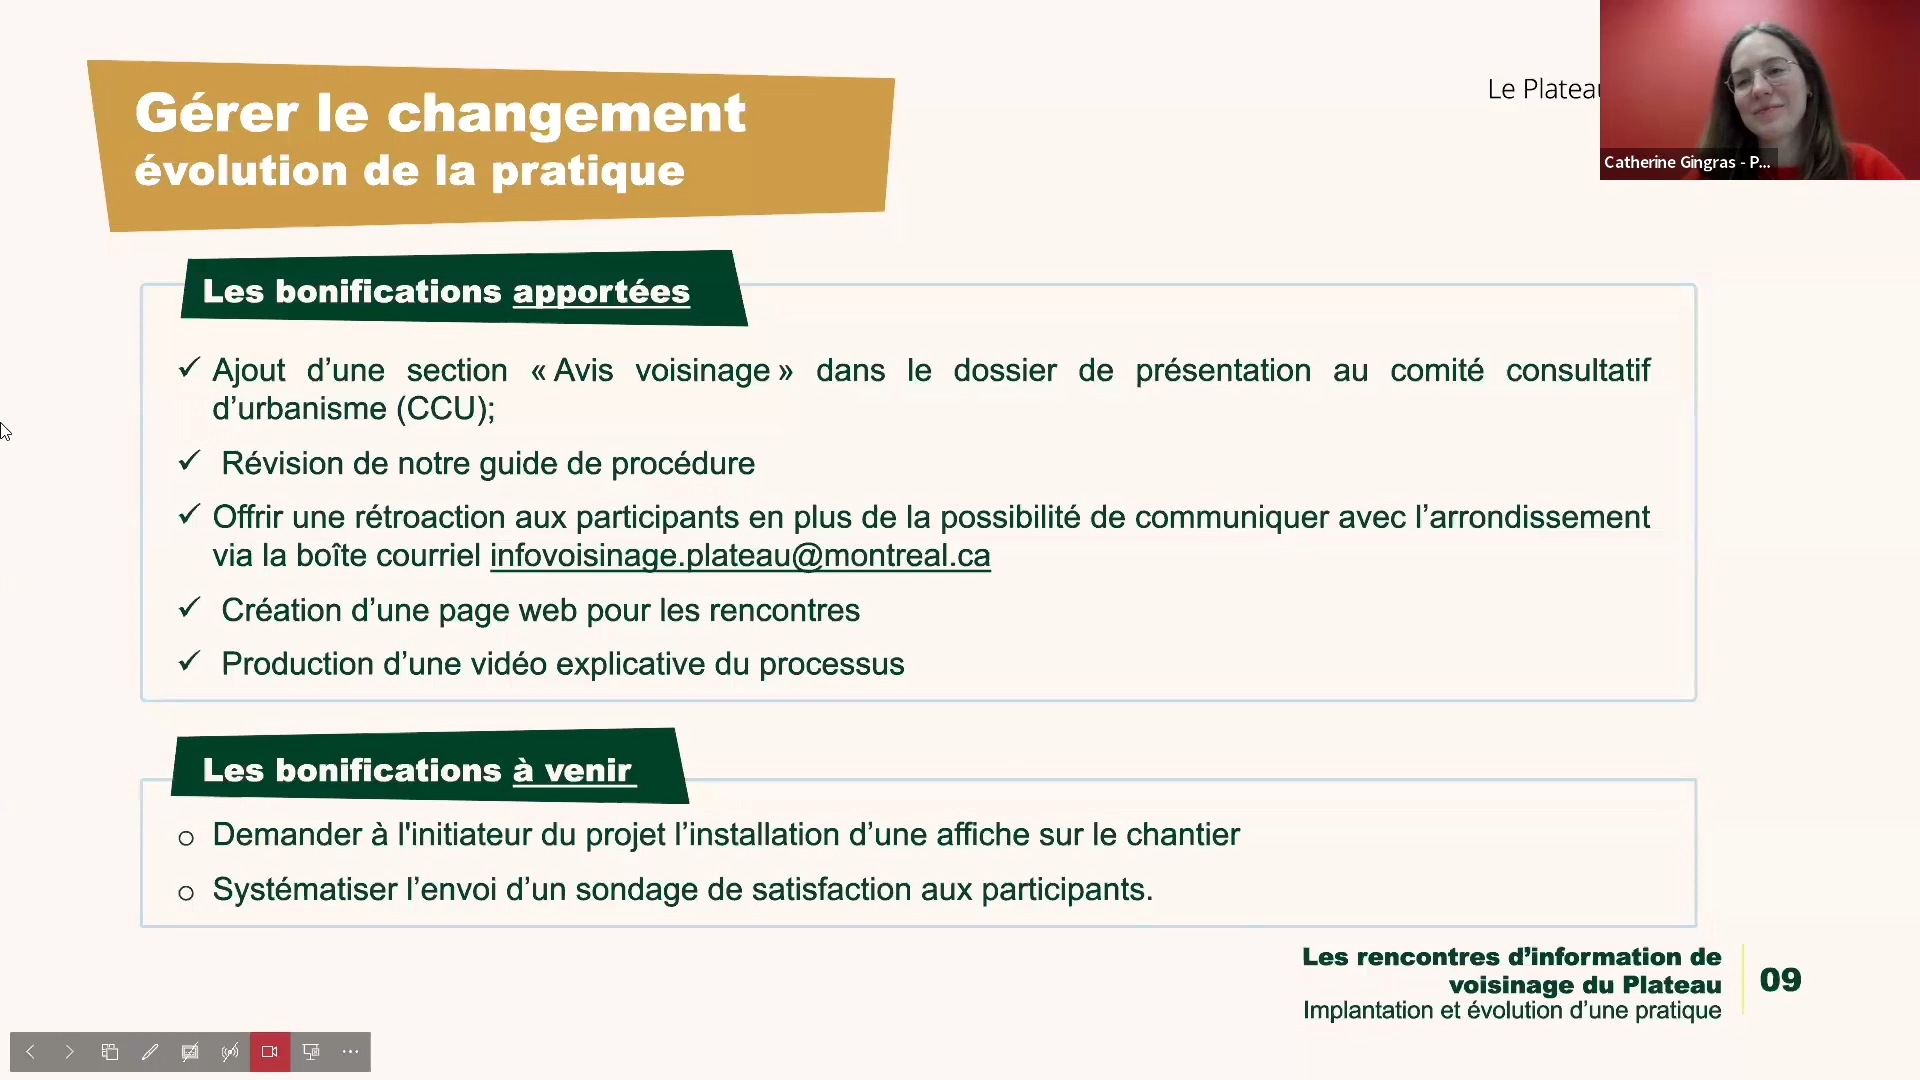 Gérer le changement
évolution de la pratique
Le Plateau
Catherine Gingras - P...
Les bonifications apportées
✓ Ajout d’une section « Avis voisinage » dans le dossier de présentation au comité consultatif
d’urbanisme (CCU);
✓ Révision de notre guide de procédure
✓ Offrir une rétroaction aux participants en plus de la possibilité de communiquer avec l’arrondissement
via la boîte courriel infovoisinage.plateau@montreal.ca
✓ Création d’une page web pour les rencontres
✓ Production d’une vidéo explicative du processus
Les bonifications à venir
o Demander à l'initiateur du projet l’installation d’une affiche sur le chantier
o Systématiser l’envoi d’un sondage de satisfaction aux participants.
Les rencontres d’information de
voisinage du Plateau
Implantation et évolution d’une pratique
09